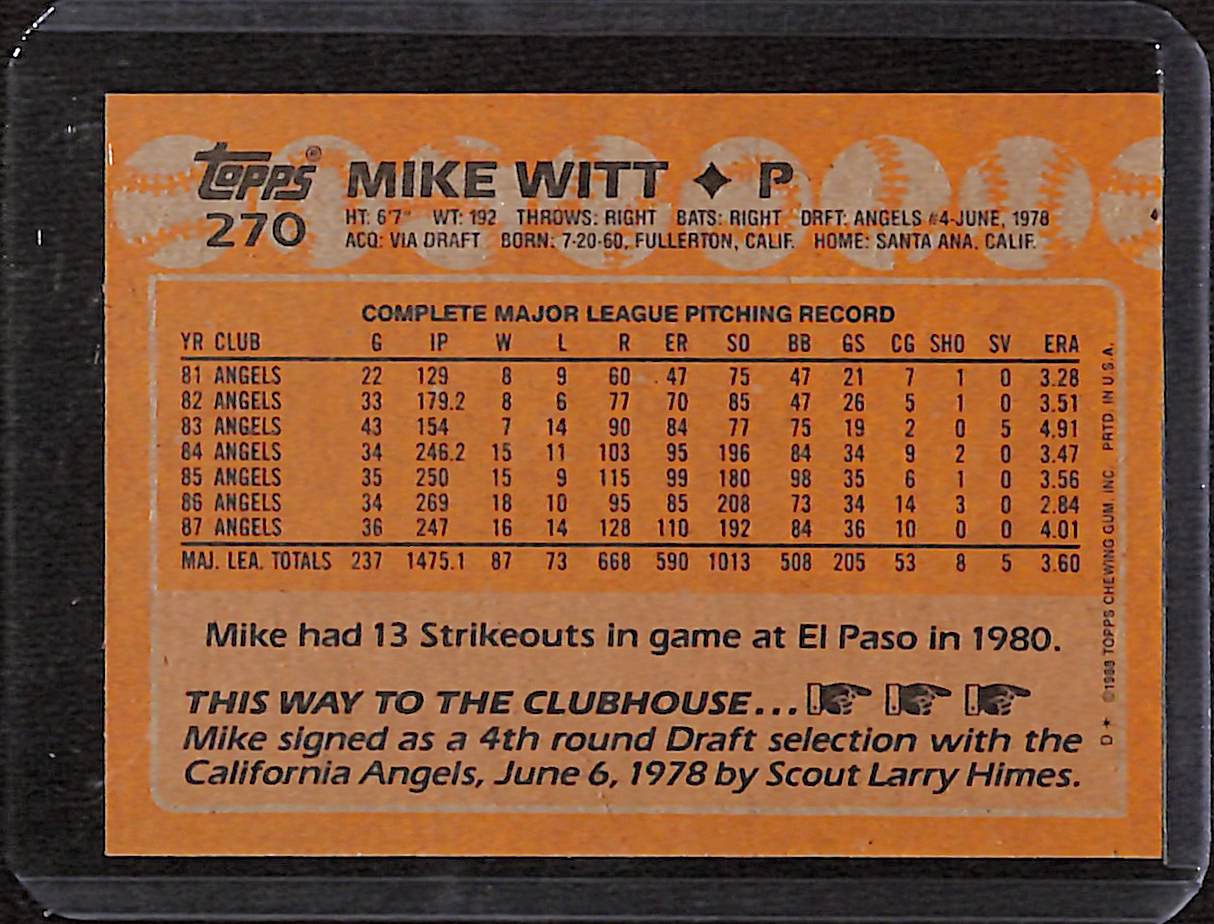 topps® MIKE WITT ✦ P
270
HT: 6'7" WT: 192 THROWS: RIGHT BATS: RIGHT DRFT: ANGELS #4-JUNE, 1978
ACQ: VIA DRAFT BORN: 7-20-60, FULLERTON, CALIF. HOME: SANTA ANA, CALIF.
COMPLETE MAJOR LEAGUE PITCHING RECORD
YR CLUB G IP W L R ER SO BB GS CG SHO SV ERA
81 ANGELS 22 129 8 9 60 47 75 47 21 7 1 0 3.28
82 ANGELS 33 179.2 8 6 77 70 85 47 26 5 1 0 3.51
83 ANGELS 43 154 7 14 90 84 77 75 19 2 0 5 4.91
84 ANGELS 34 246.2 15 11 103 95 196 84 34 9 2 0 3.47
85 ANGELS 35 250 15 9 115 99 180 98 35 6 1 0 3.56
86 ANGELS 34 269 18 10 95 85 208 73 34 14 3 0 2.84
87 ANGELS 36 247 16 14 128 110 192 84 36 10 0 0 4.01
MAJ. LEA. TOTALS 237 1475.1 87 73 668 590 1013 508 205 53 8 5 3.60
Mike had 13 Strikeouts in game at El Paso in 1980.
THIS WAY TO THE CLUBHOUSE...
Mike signed as a 4th round Draft selection with the
California Angels, June 6, 1978 by Scout Larry Himes.
D* ©1988 TOPPS CHEWING GUM, INC. PRTD IN U.S.A.